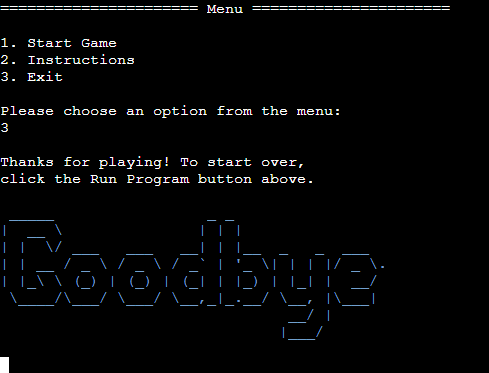 ====================== Menu ======================
1. Start Game
2. Instructions
3. Exit
Please choose an option from the menu:
3
Thanks for playing! To start over,
click the Run Program button above.
Goodbye